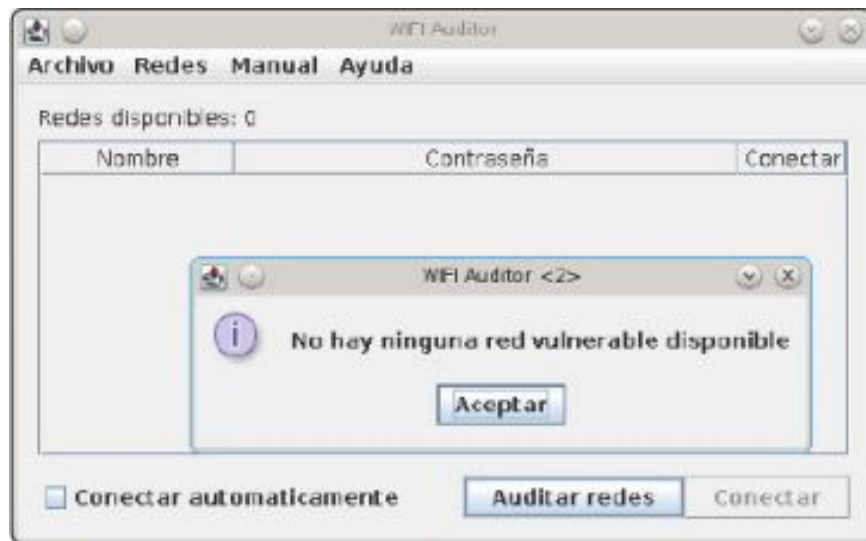 WIFI Auditor
Archivo Redes Manual Ayuda
Redes disponibles: 0
Nombre Contraseña Conectar
WIFI Auditor <2>
No hay ninguna red vulnerable disponible
Aceptar
Conectar automaticamente Auditar redes Conectar